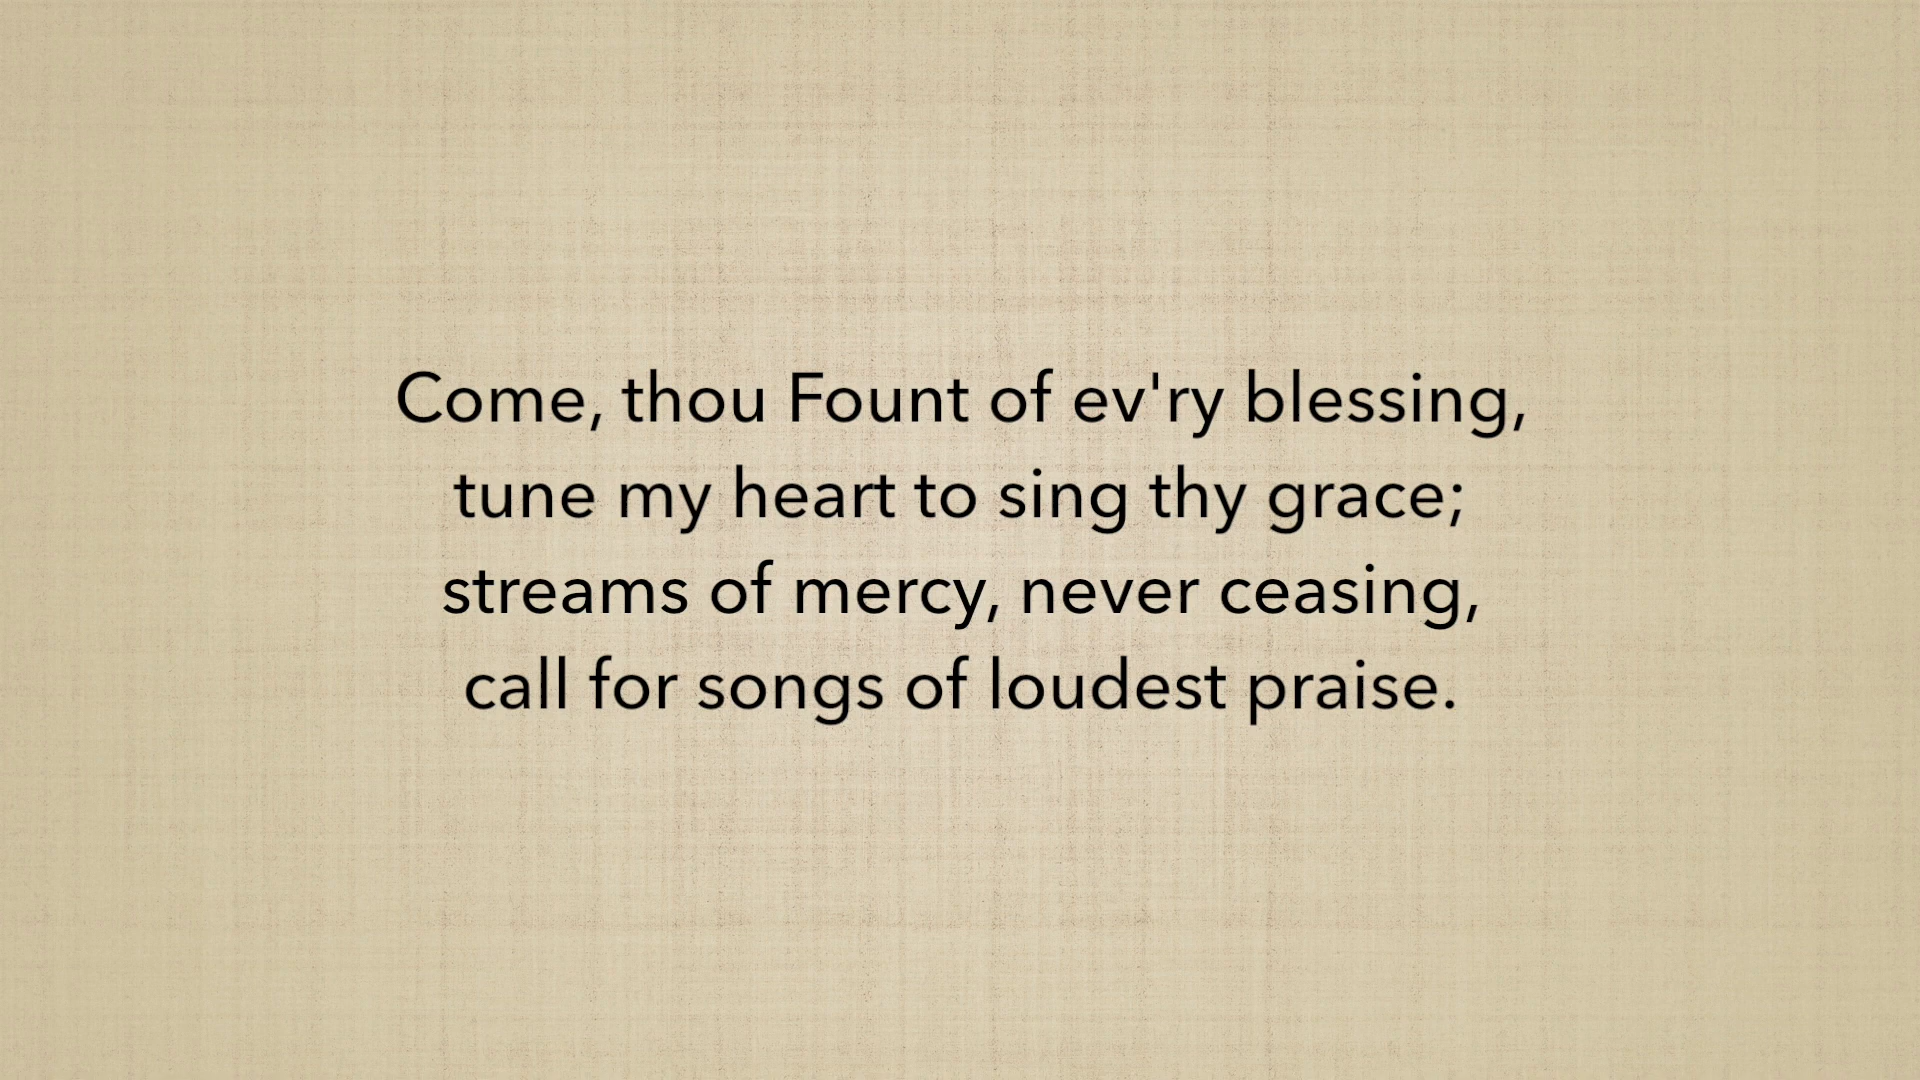 Come, thou Fount of ev'ry blessing,
tune my heart to sing thy grace;
streams of mercy, never ceasing,
call for songs of loudest praise.